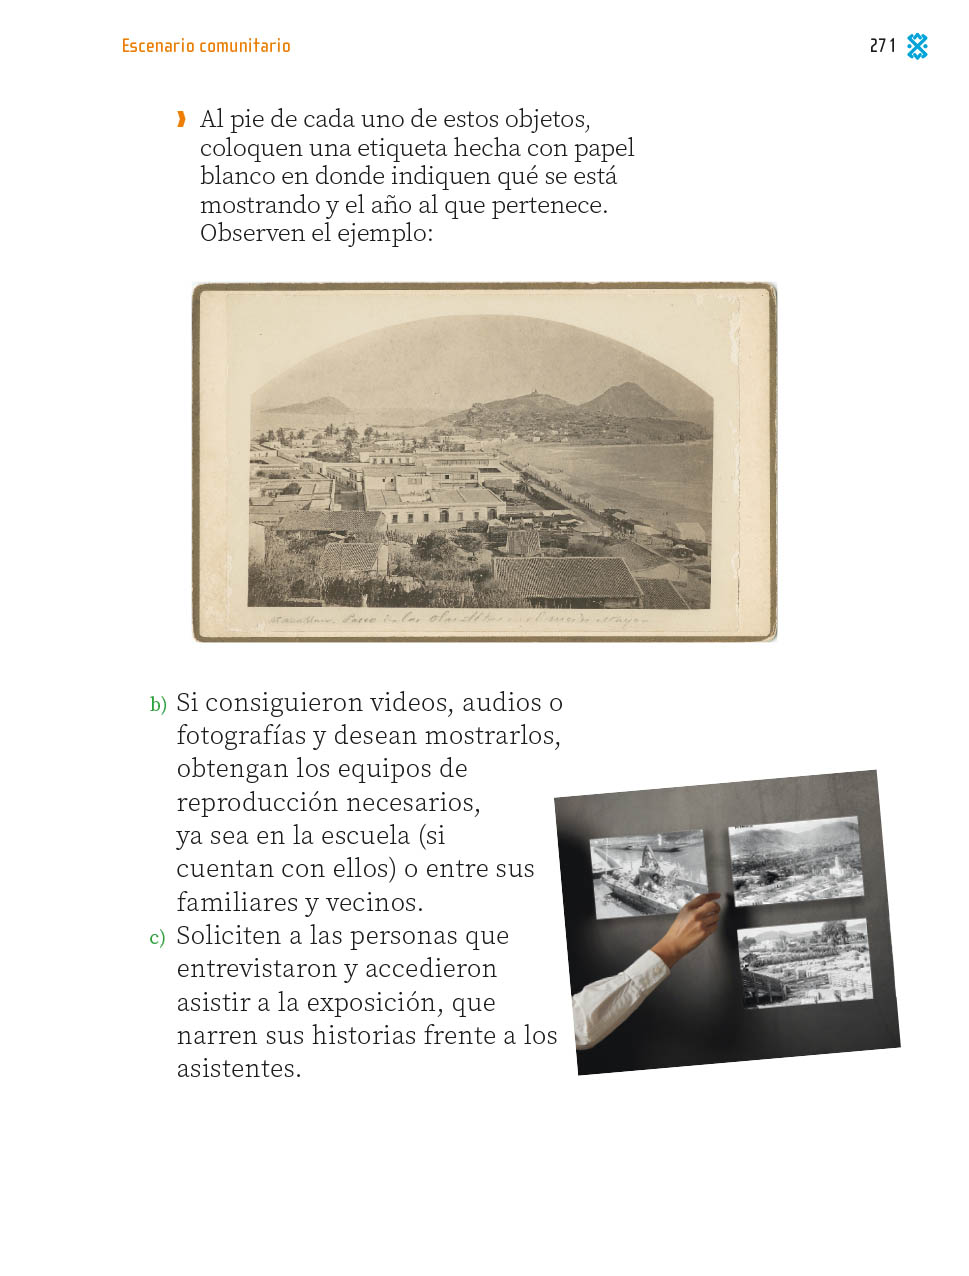 Escenario comunitario
271
Al pie de cada uno de estos objetos,
coloquen una etiqueta hecha con papel
blanco en donde indiquen qué se está
mostrando y el año al que pertenece.
Observen el ejemplo:
b) Si consiguieron videos, audios o
fotografías y desean mostrarlos,
obtengan los equipos de
reproducción necesarios,
ya sea en la escuela (si
cuentan con ellos) o entre sus
familiares y vecinos.
c) Soliciten a las personas que
entrevistaron y accedieron
asistir a la exposición, que
narren sus historias frente a los
asistentes.